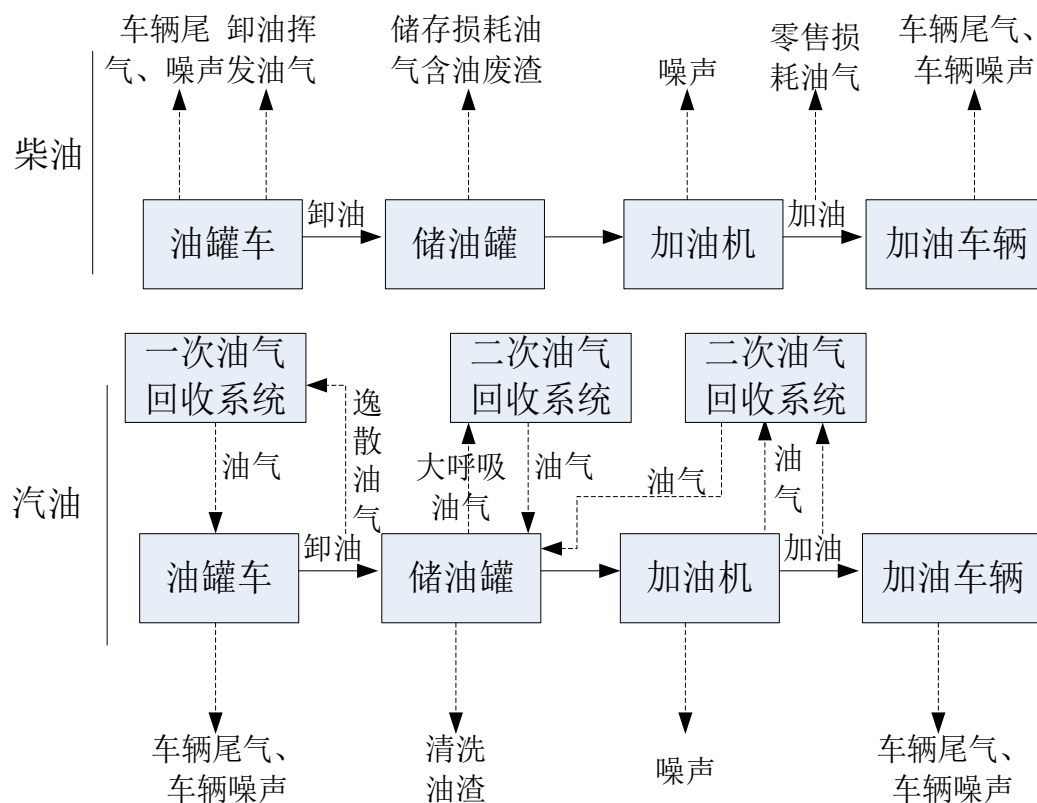 车辆尾
气、噪声
卸油挥
发油气
储存损耗油
气含油废渣
噪声
零售损
耗油气
车辆尾气、
车辆噪声
柴油
油罐车
卸油
储油罐
加油机
加油
加油车辆
一次油气
回收系统
二次油气
回收系统
二次油气
回收系统
逸
散
油
气
油气
大呼吸
油气
油气
油气
油
气
汽油
油罐车
卸油
储油罐
加油机
加油
加油车辆
车辆尾气、
车辆噪声
清洗
油渣
噪声
车辆尾气、
车辆噪声